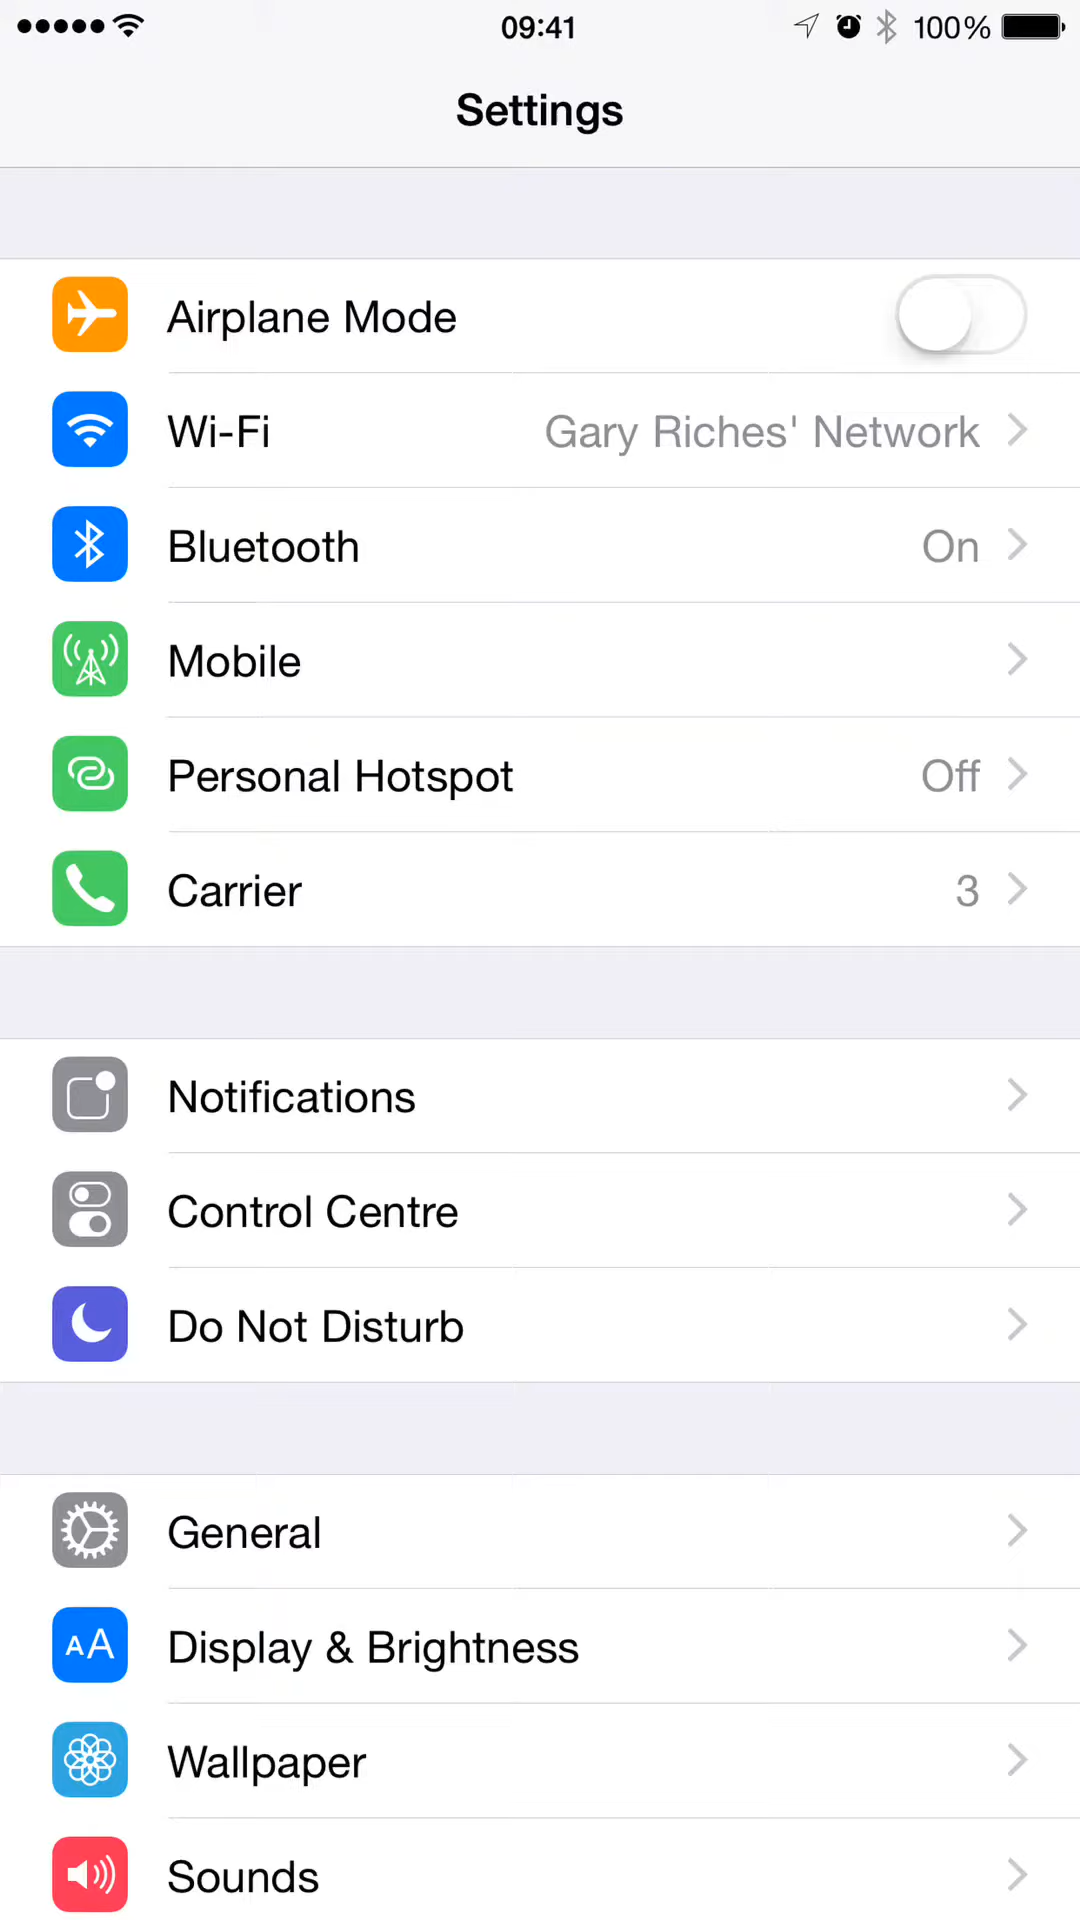 09:41 100%
Settings
Airplane Mode
Wi-Fi Gary Riches' Network
Bluetooth On
Mobile
Personal Hotspot Off
Carrier 3
Notifications
Control Centre
Do Not Disturb
General
AA Display & Brightness
Wallpaper
Sounds